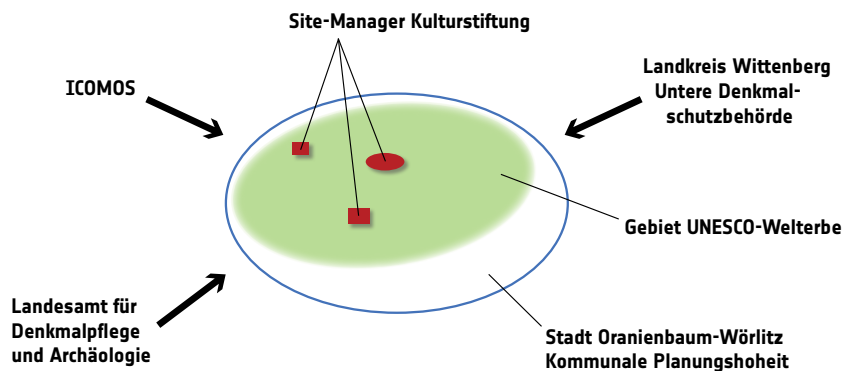 Site-Manager Kulturstiftung
ICOMOS
Landkreis Wittenberg
Untere Denkmal-
schutzbehörde
Gebiet UNESCO-Welterbe
Landesamt für
Denkmalpflege
und Archäologie
Stadt Oranienbaum-Wörlitz
Kommunale Planungshoheit